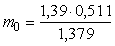 m₀ = (1,39·0,511)/1,379